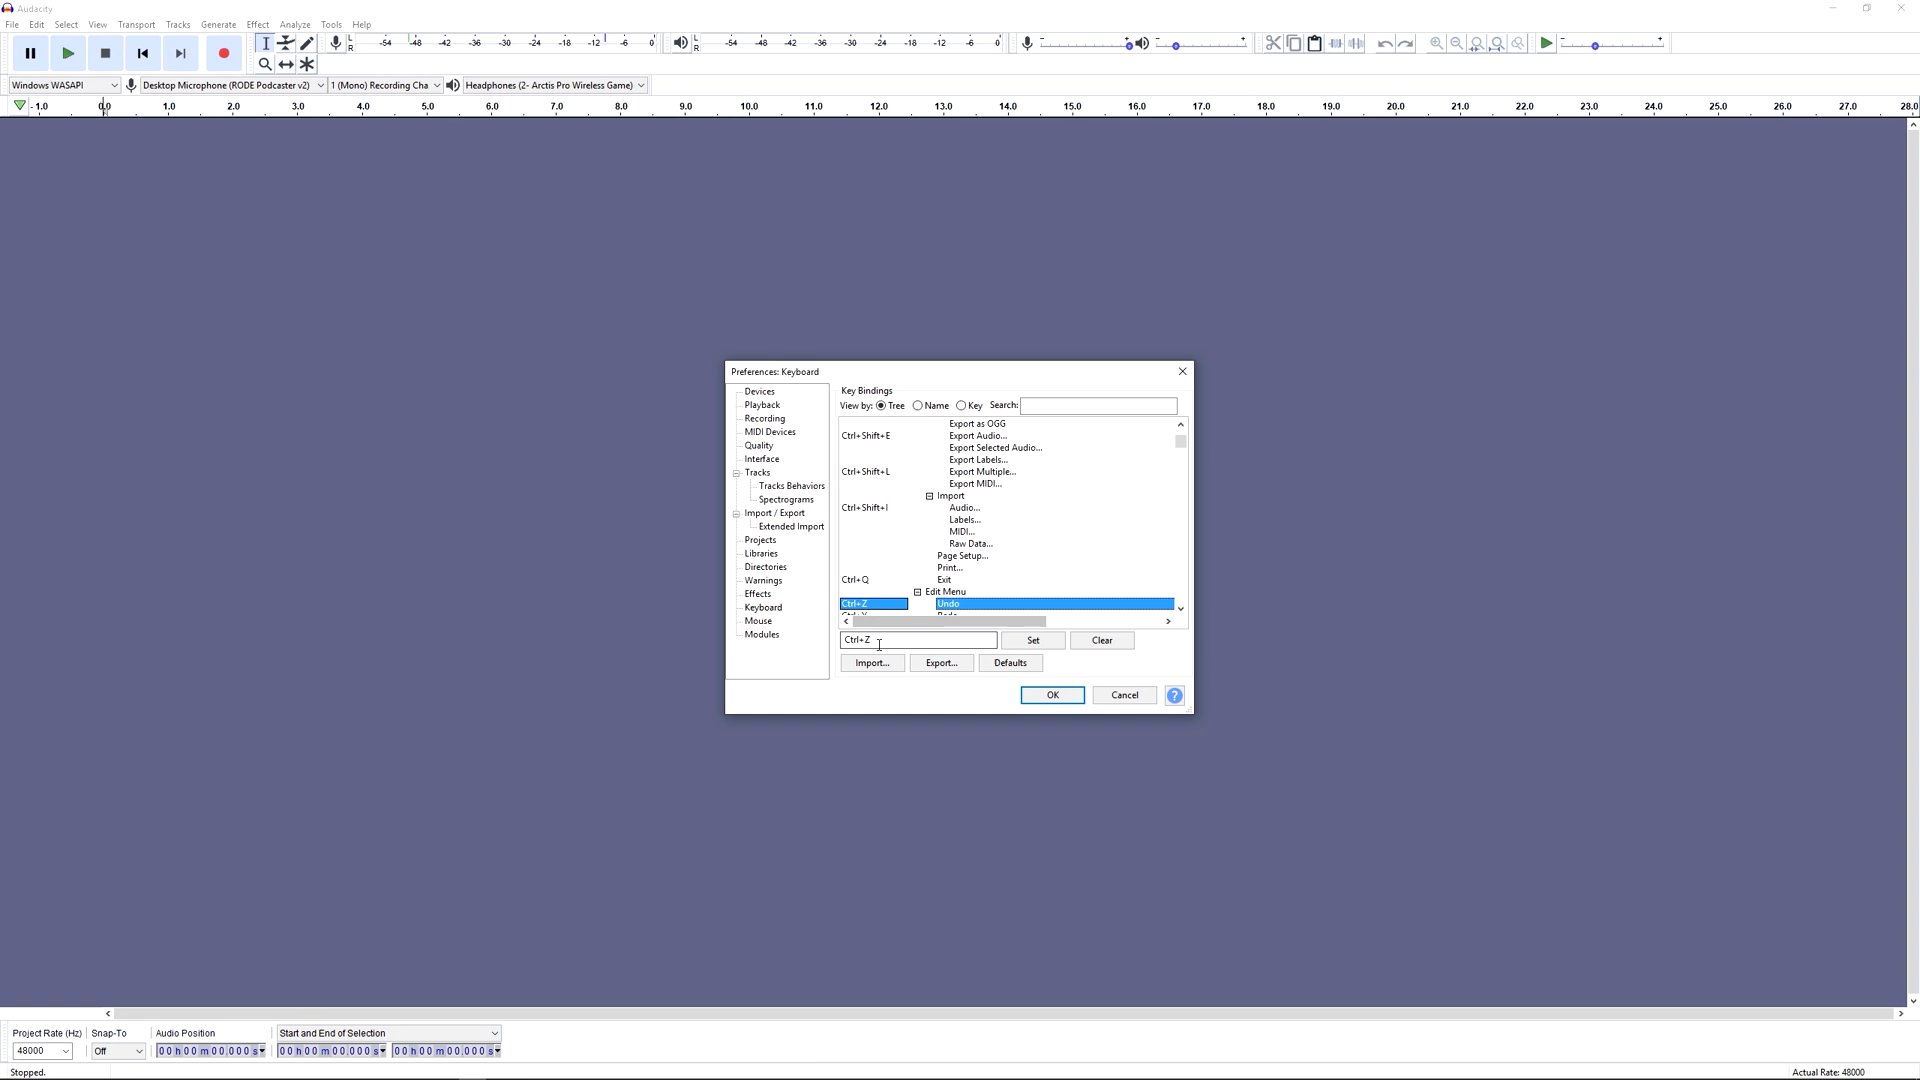 Audacity
File Edit Select View Transport Tracks Generate Effect Analyze Tools Help
L R -54 -48 -42 -36 -30 -24 -18 -12 -6 0 L R -54 -48 -42 -36 -30 -24 -18 -12 -6 0
Windows WASAPI Desktop Microphone (RODE Podcaster v2) 1 (Mono) Recording Cha Headphones (2- Arctis Pro Wireless Game)
-1.0 0.0 1.0 2.0 3.0 4.0 5.0 6.0 7.0 8.0 9.0 10.0 11.0 12.0 13.0 14.0 15.0 16.0 17.0 18.0 19.0 20.0 21.0 22.0 23.0 24.0 25.0 26.0 27.0 28.0
Preferences: Keyboard
Devices
Playback
Recording
MIDI Devices
Quality
Interface
Tracks
Tracks Behaviors
Spectrograms
Import / Export
Extended Import
Projects
Libraries
Directories
Warnings
Effects
Keyboard
Mouse
Modules
Key Bindings
View by: Tree Name Key Search:
Export as OGG
Ctrl+Shift+E Export Audio...
Export Selected Audio...
Export Labels...
Ctrl+Shift+L Export Multiple...
Export MIDI...
Import
Ctrl+Shift+I Audio...
Labels...
MIDI...
Raw Data...
Page Setup...
Print...
Ctrl+Q Exit
Edit Menu
Ctrl+Z Undo
Ctrl+Z Set Clear
Import... Export... Defaults
OK Cancel ?
Project Rate (Hz) Snap-To Audio Position Start and End of Selection
48000 Off 00 h 00 m 00.000 s 00 h 00 m 00.000 s 00 h 00 m 00.000 s
Stopped. Actual Rate: 48000